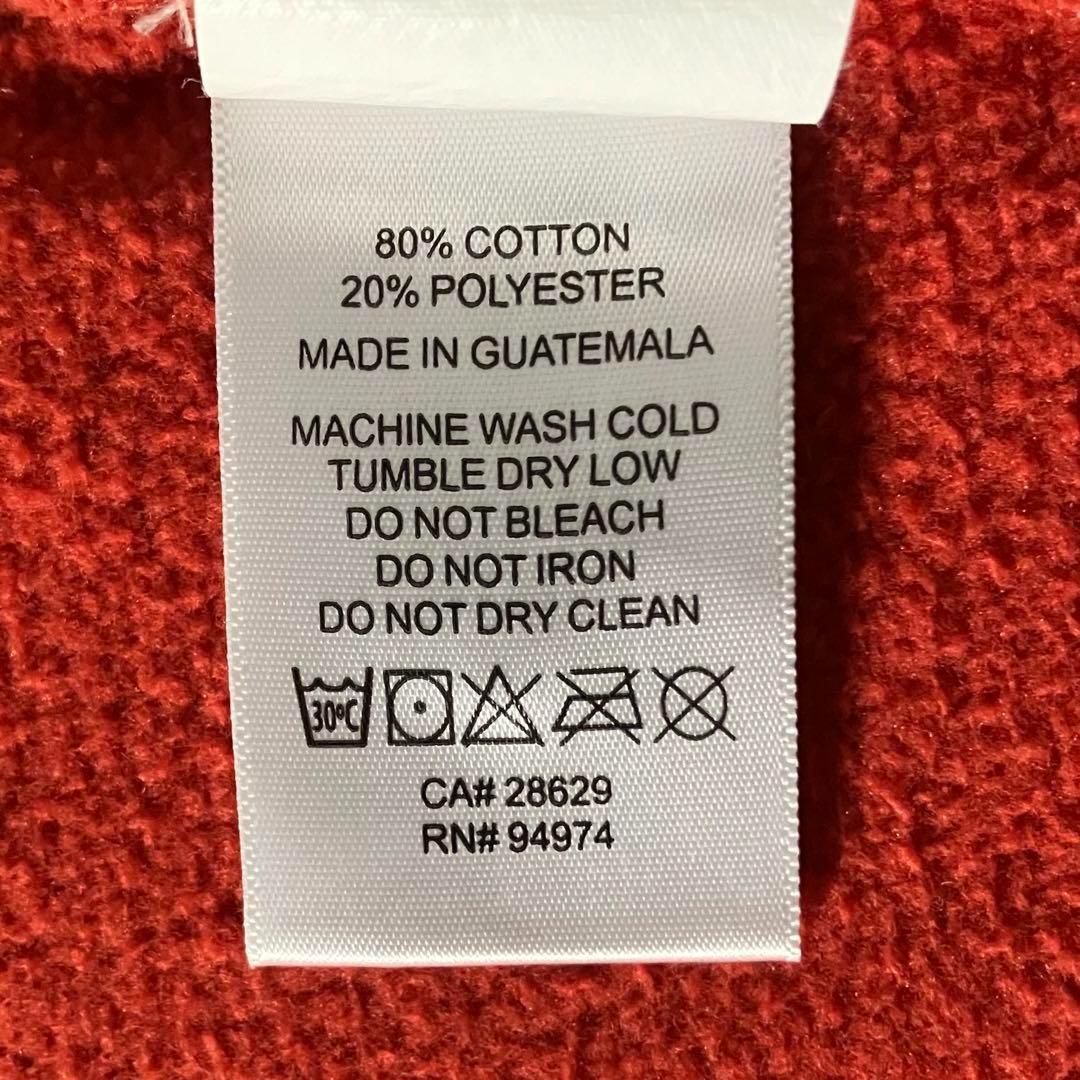 80% COTTON
20% POLYESTER
MADE IN GUATEMALA
MACHINE WASH COLD
TUMBLE DRY LOW
DO NOT BLEACH
DO NOT IRON
DO NOT DRY CLEAN
30ºC
CA# 28629
RN# 94974